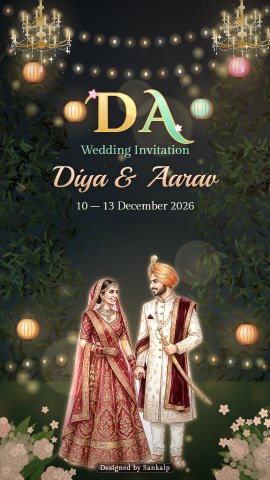 DA
Wedding Invitation
Diya & Aarav
10 — 13 December 2026
Designed by Sankalp